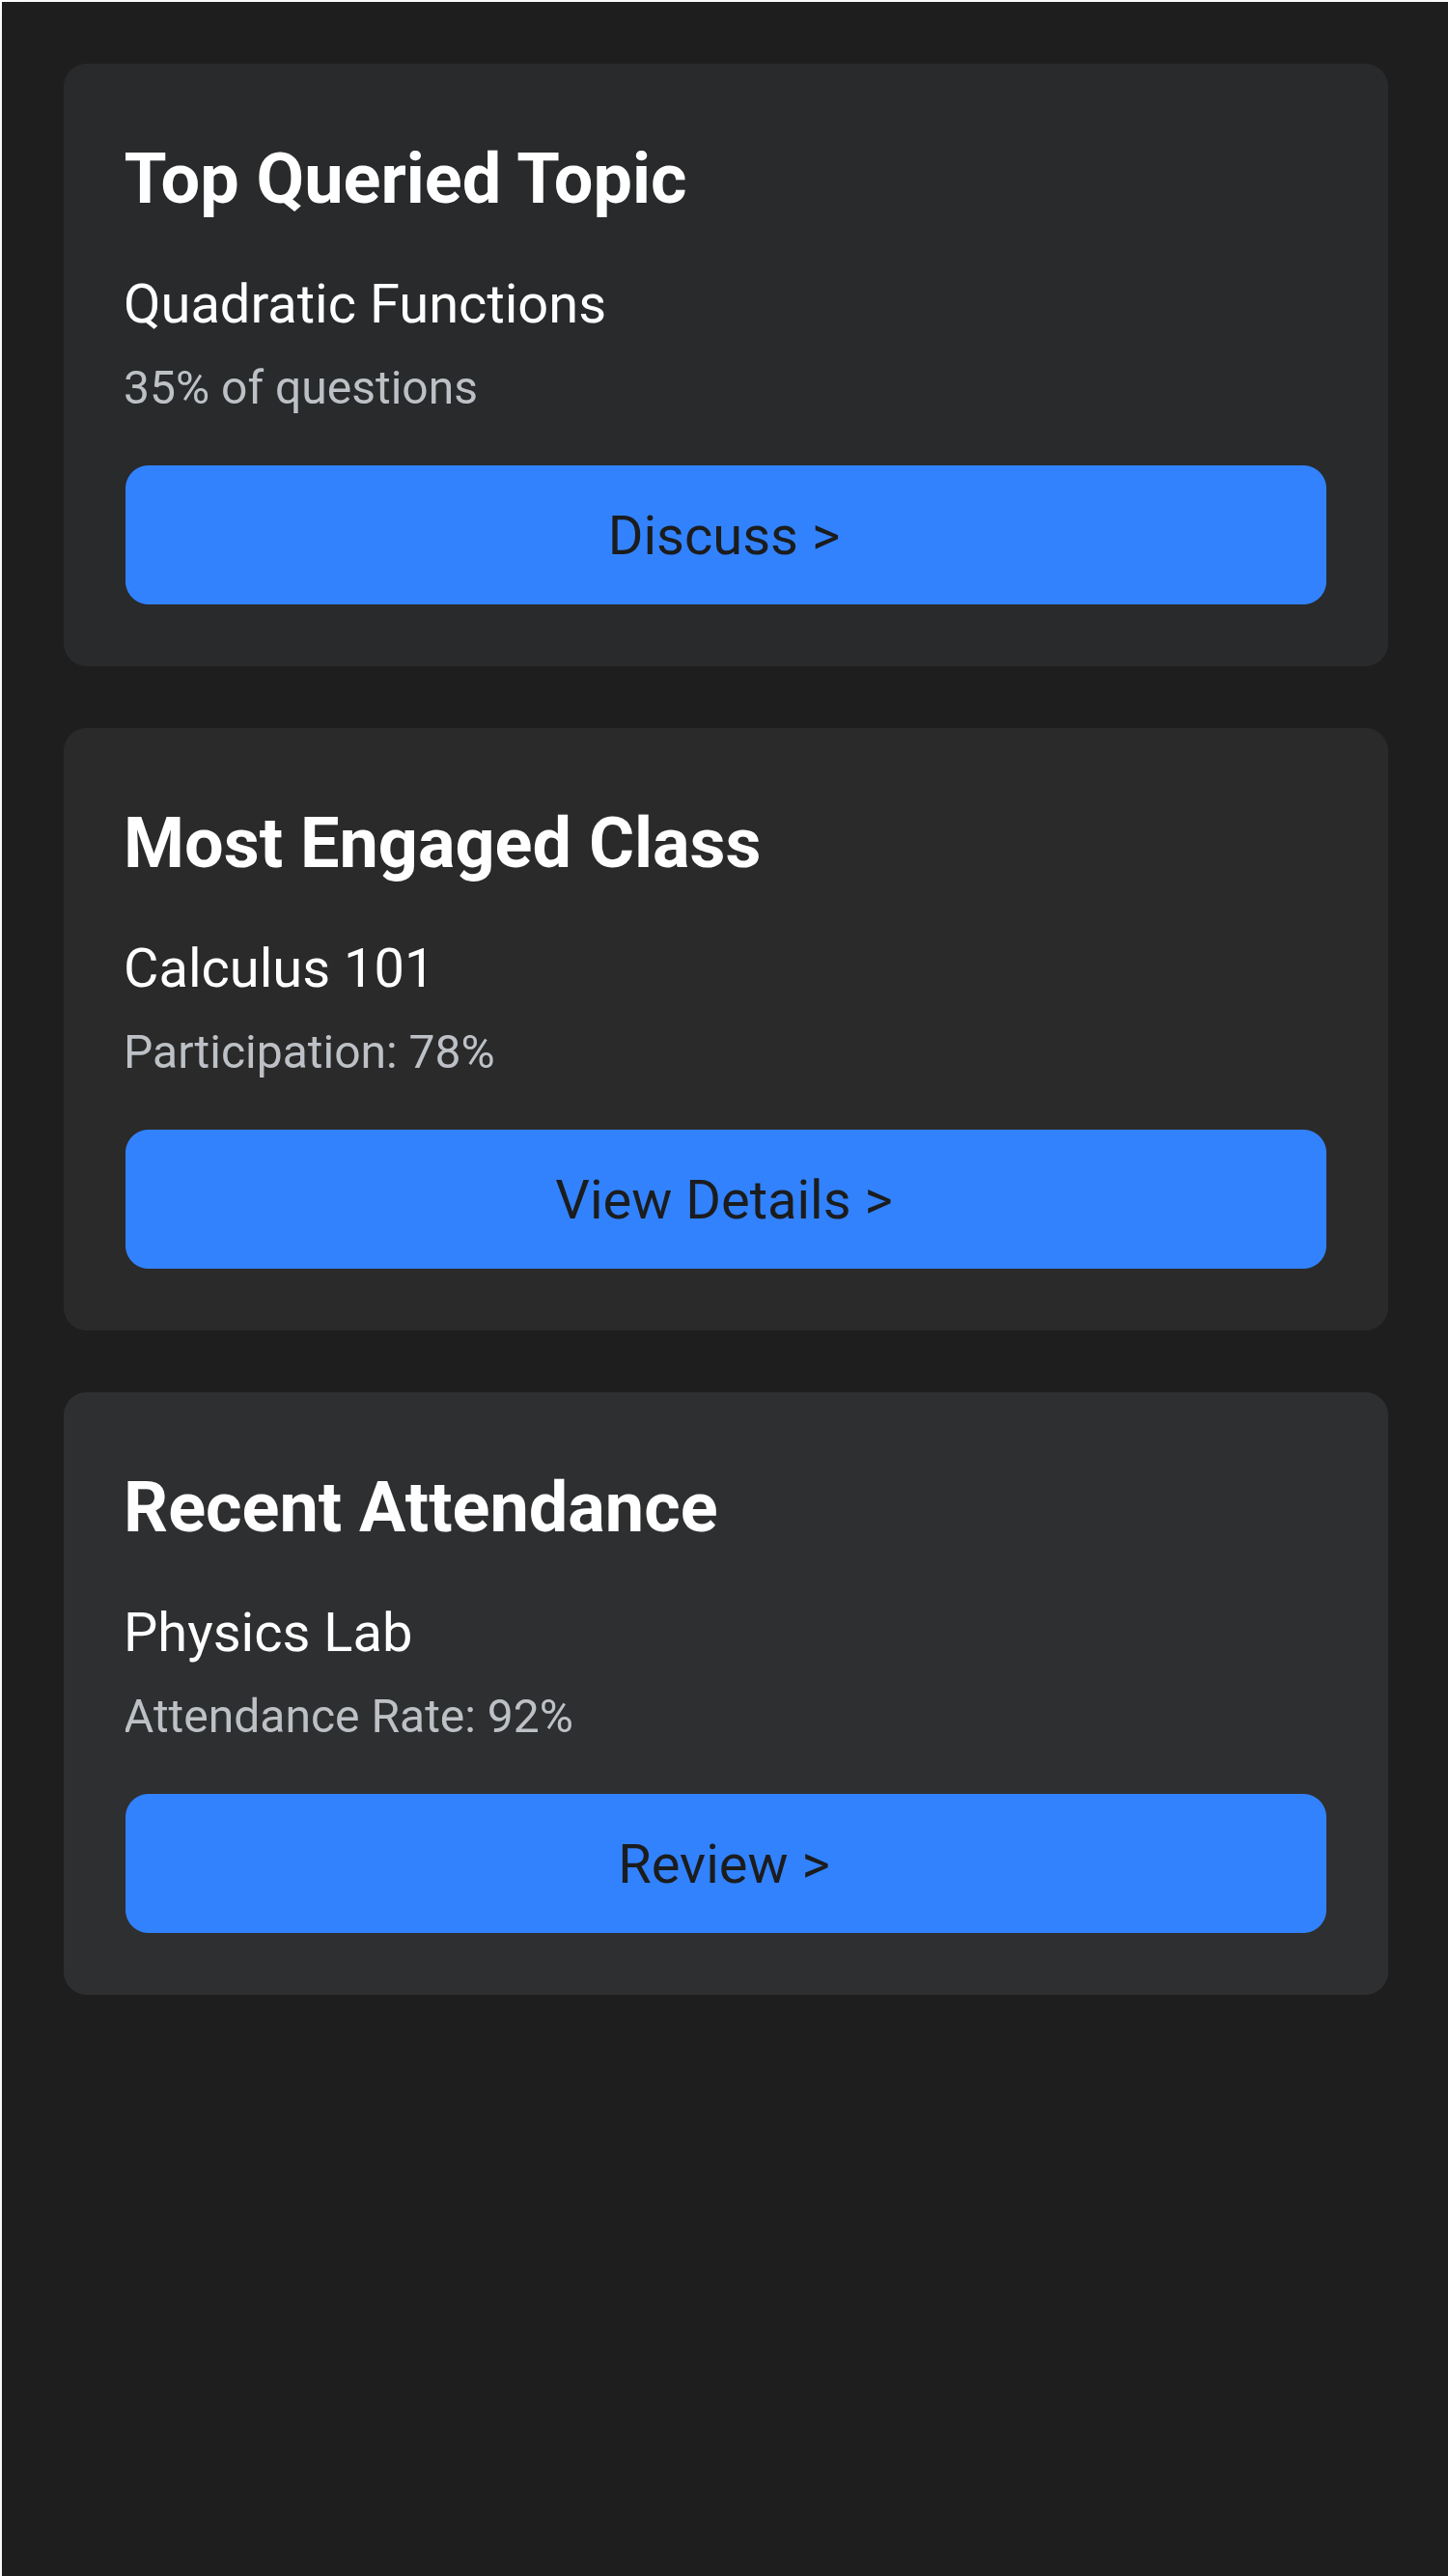 Top Queried Topic
Quadratic Functions
35% of questions
Discuss >
Most Engaged Class
Calculus 101
Participation: 78%
View Details >
Recent Attendance
Physics Lab
Attendance Rate: 92%
Review >